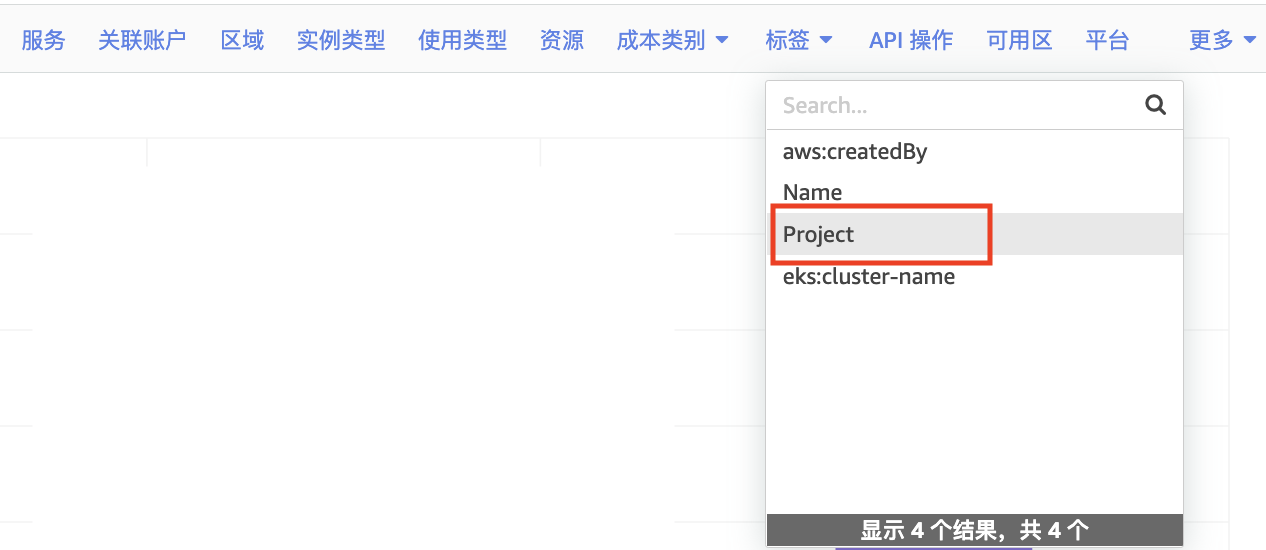 服务 关联账户 区域 实例类型 使用类型 资源 成本类别 标签 API 操作 可用区 平台 更多
Search...
aws:createdBy
Name
Project
eks:cluster-name
显示 4 个结果，共 4 个